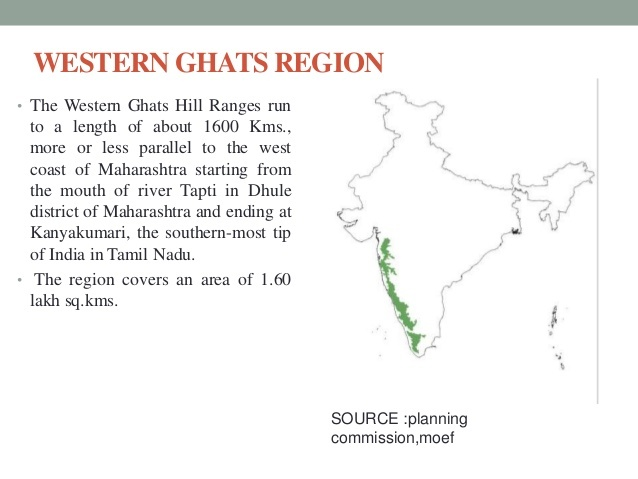 WESTERN GHATS REGION
• The Western Ghats Hill Ranges run
to a length of about 1600 Kms.,
more or less parallel to the west
coast of Maharashtra starting from
the mouth of river Tapti in Dhule
district of Maharashtra and ending at
Kanyakumari, the southern-most tip
of India in Tamil Nadu.
• The region covers an area of 1.60
lakh sq.kms.
SOURCE :planning
commission,moef